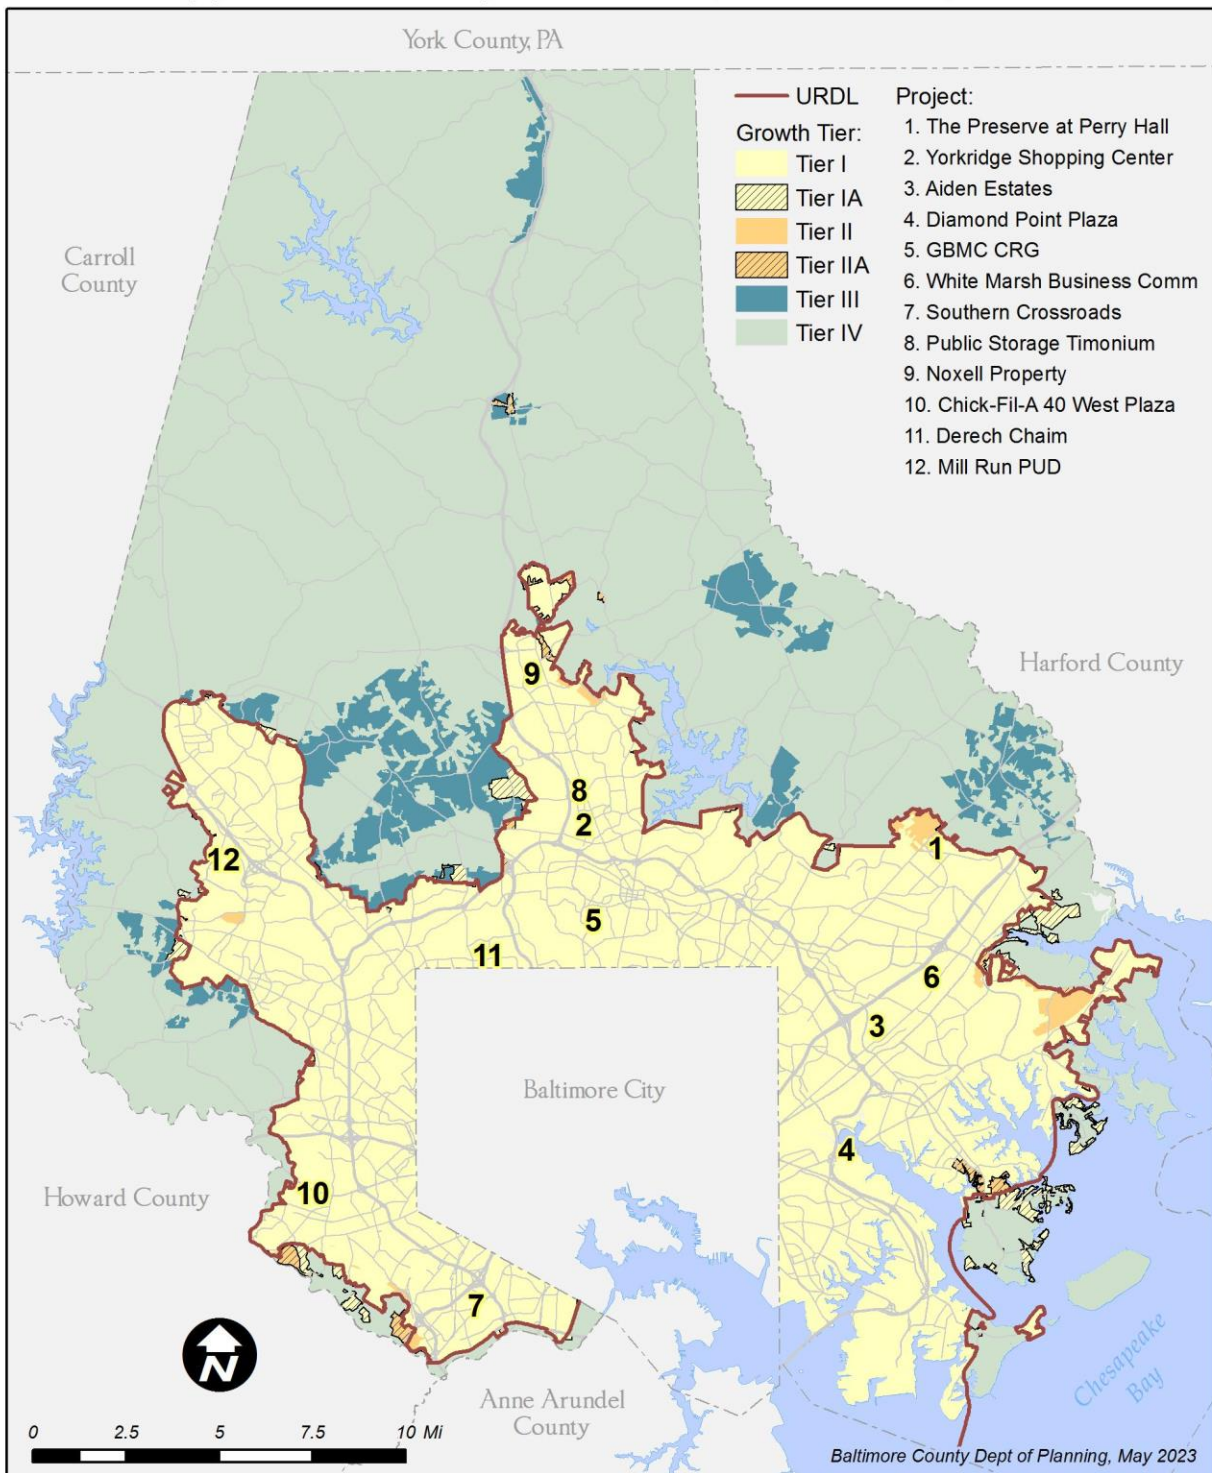 York County, PA
URDL
Growth Tier:
Tier I
Tier IA
Tier II
Tier IIA
Tier III
Tier IV
Project:
1. The Preserve at Perry Hall
2. Yorkridge Shopping Center
3. Aiden Estates
4. Diamond Point Plaza
5. GBMC CRG
6. White Marsh Business Comm
7. Southern Crossroads
8. Public Storage Timonium
9. Noxell Property
10. Chick-Fil-A 40 West Plaza
11. Derech Chaim
12. Mill Run PUD
Carroll
County
Harford County
9
8
2
12
1
5
11
6
3
Baltimore City
4
Howard County
10
7
N
Chesapeake
Bay
Anne Arundel
County
0 2.5 5 7.5 10 Mi
Baltimore County Dept of Planning, May 2023